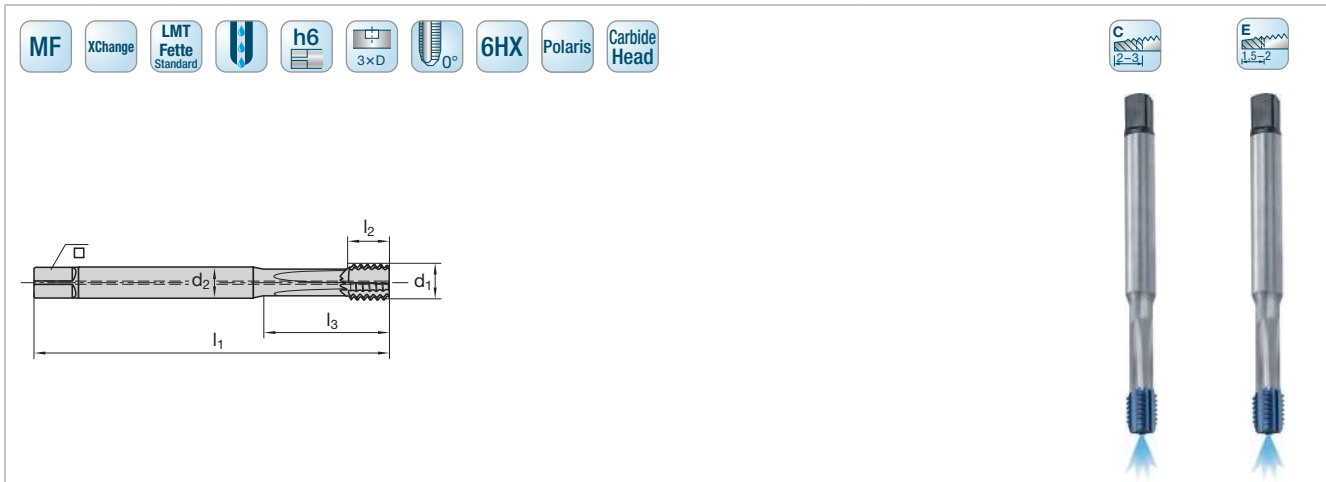 MF
XChange
LMT
Fette
Standard
h6
3×D
0°
6HX
Polaris
Carbide
Head
C
2–3
E
1,5–2
l2
d2
d1
l3
l1